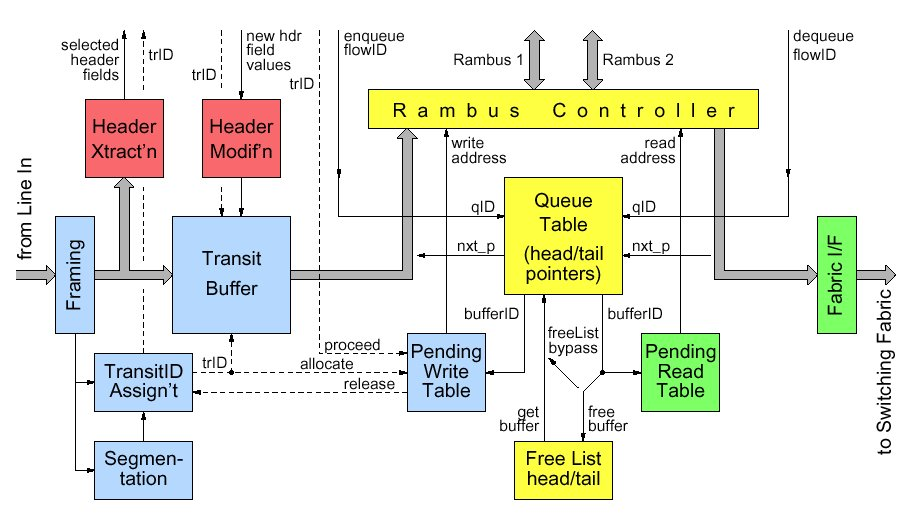 selected
header
fields
trID
trID
new hdr
field
values
trID
enqueue
flowID
Rambus 1
Rambus 2
dequeue
flowID
Rambus Controller
Header
Xtract'n
Header
Modif'n
write
address
read
address
from Line In
Framing
Transit
Buffer
qID
Queue
Table
(head/tail
pointers)
qID
nxt_p
nxt_p
Fabric I/F
to Switching Fabric
bufferID
freeList
bypass
bufferID
proceed
TransitID
Assign't
trID
allocate
release
Pending
Write
Table
Pending
Read
Table
get
buffer
free
buffer
Segmen-
tation
Free List
head/tail